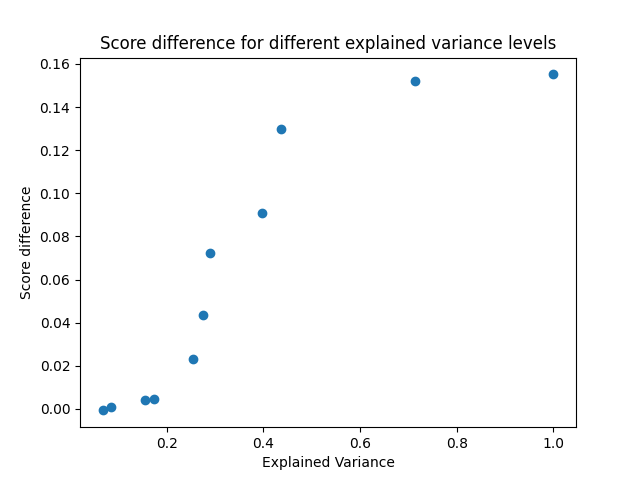 Score difference for different explained variance levels
0.16
0.14
0.12
0.10
0.08
0.06
0.04
0.02
0.00
Score difference
0.2 0.4 0.6 0.8 1.0
Explained Variance